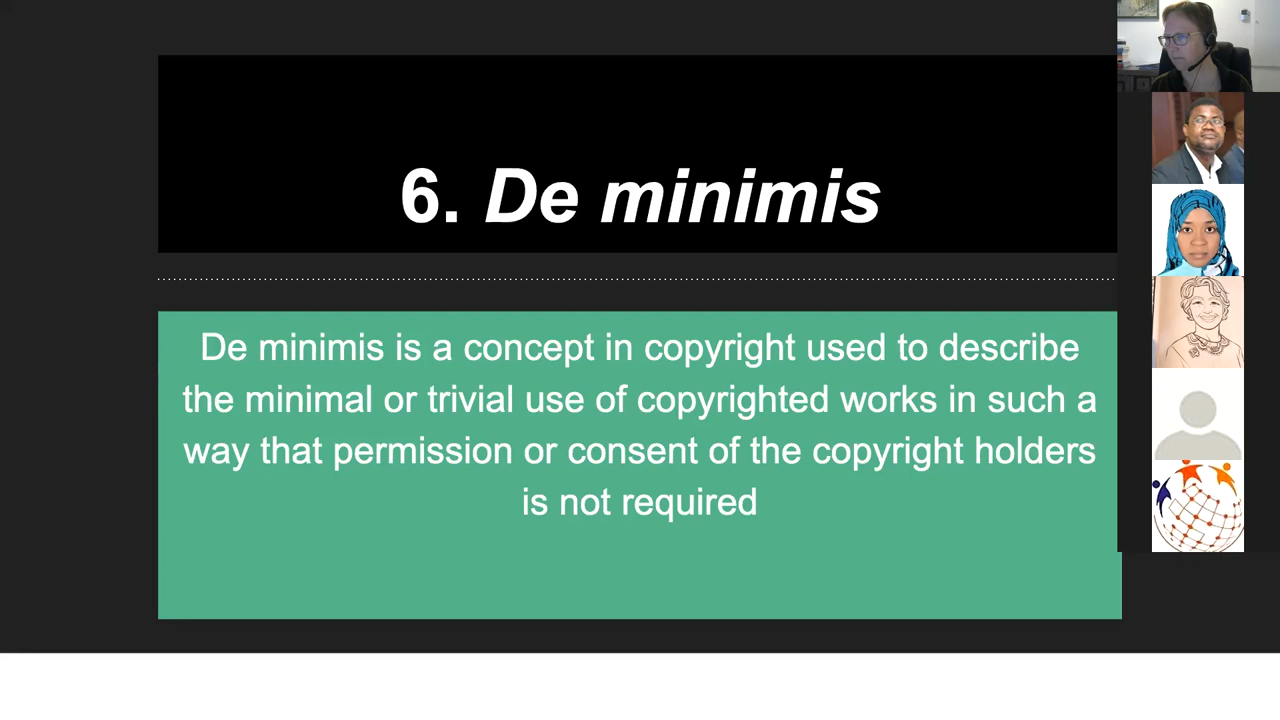 6. De minimis
De minimis is a concept in copyright used to describe
the minimal or trivial use of copyrighted works in such a
way that permission or consent of the copyright holders
is not required